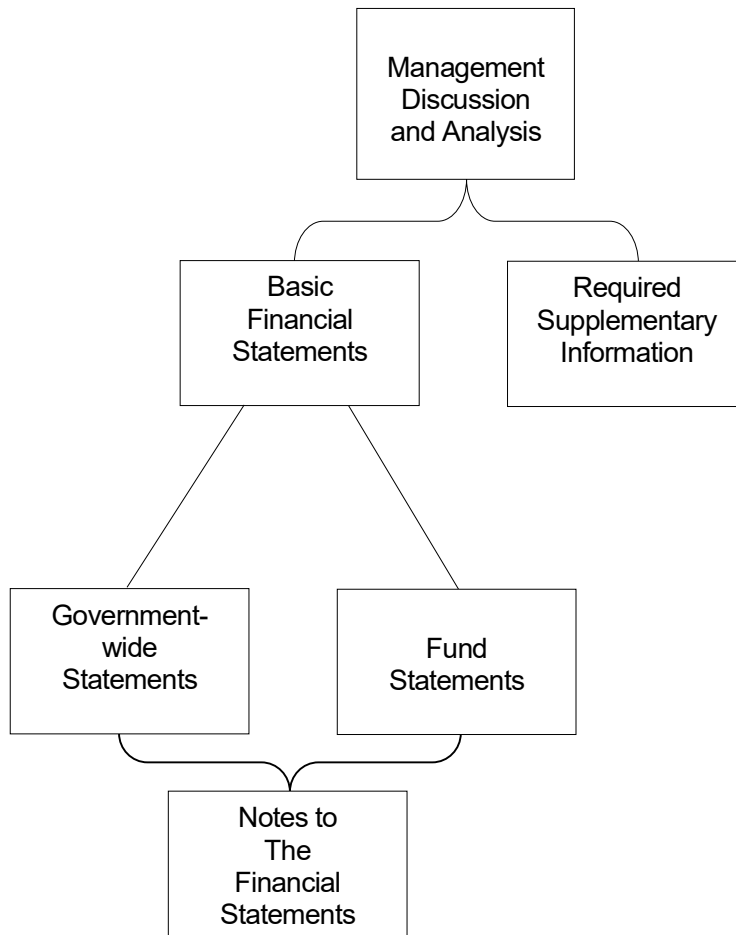 Management
Discussion
and Analysis
Basic
Financial
Statements
Required
Supplementary
Information
Government-
wide
Statements
Fund
Statements
Notes to
The
Financial
Statements